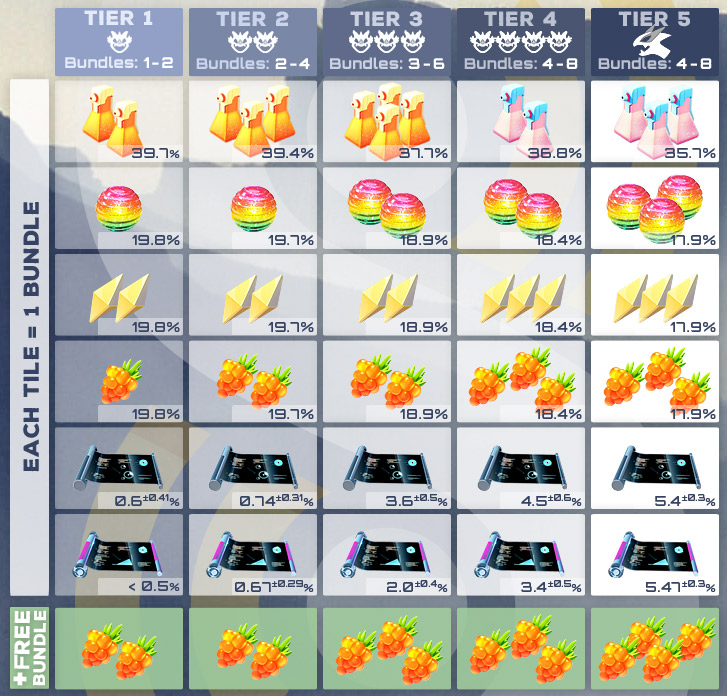 TIER 1
TIER 2
TIER 3
TIER 4
TIER 5
Bundles: 1-2
Bundles: 2-4
Bundles: 3-6
Bundles: 4-8
Bundles: 4-8
EACH TILE = 1 BUNDLE
39.7%
39.4%
37.7%
36.8%
35.7%
19.8%
19.7%
18.9%
18.4%
17.9%
19.8%
19.7%
18.9%
18.4%
17.9%
19.8%
19.7%
18.9%
18.4%
17.9%
0.6±0.41%
0.74±0.31%
3.6±0.5%
4.5±0.6%
5.4±0.3%
< 0.5%
0.67±0.29%
2.0±0.4%
3.4±0.5%
5.47±0.3%
+FREE
BUNDLE